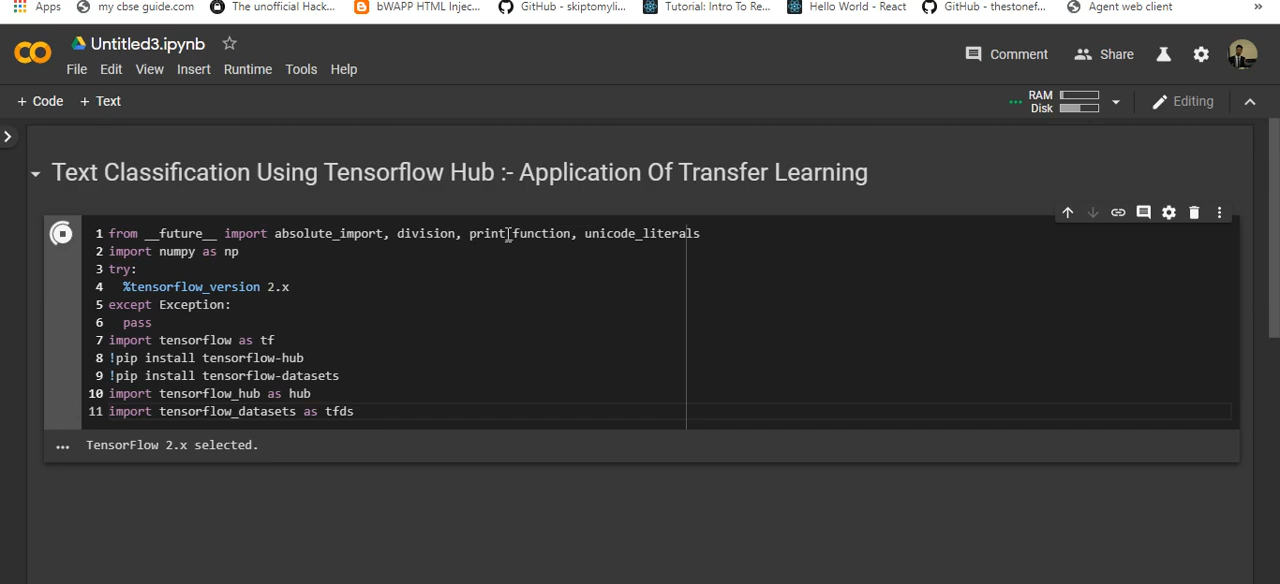 Apps my cbse guide.com The unofficial Hack... bWAPP HTML Injec... GitHub - skiptomyli... Tutorial: Intro To Re... Hello World - React GitHub - thestonef... Agent web client »
Untitled3.ipynb
File Edit View Insert Runtime Tools Help
Comment Share
+ Code + Text
RAM
Disk
Editing
Text Classification Using Tensorflow Hub :- Application Of Transfer Learning
1 from __future__ import absolute_import, division, print_function, unicode_literals
2 import numpy as np
3 try:
4 %tensorflow_version 2.x
5 except Exception:
6 pass
7 import tensorflow as tf
8 !pip install tensorflow-hub
9 !pip install tensorflow-datasets
10 import tensorflow_hub as hub
11 import tensorflow_datasets as tfds
TensorFlow 2.x selected.